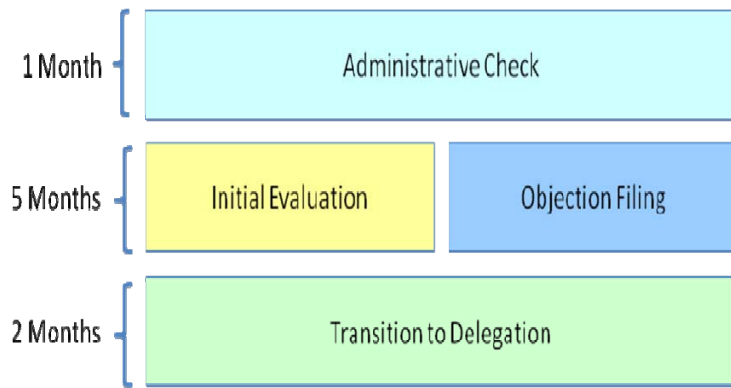 1 Month
Administrative Check
5 Months
Initial Evaluation
Objection Filing
2 Months
Transition to Delegation